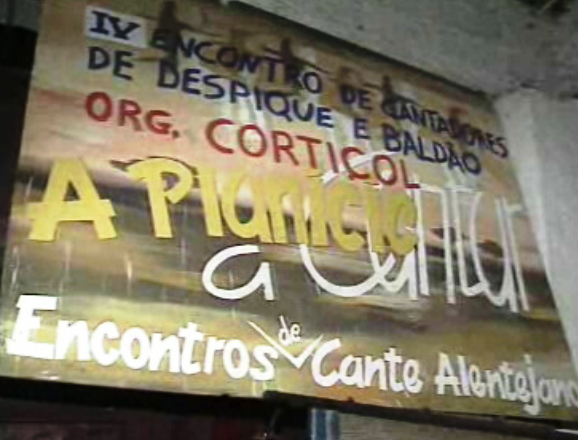 IV ENCONTRO DE CANTADORES
DE DESPIQUE E BALDÃO
ORG. CORTICOL
A Planície
a Cantar
Encontros de Cante Alentejano